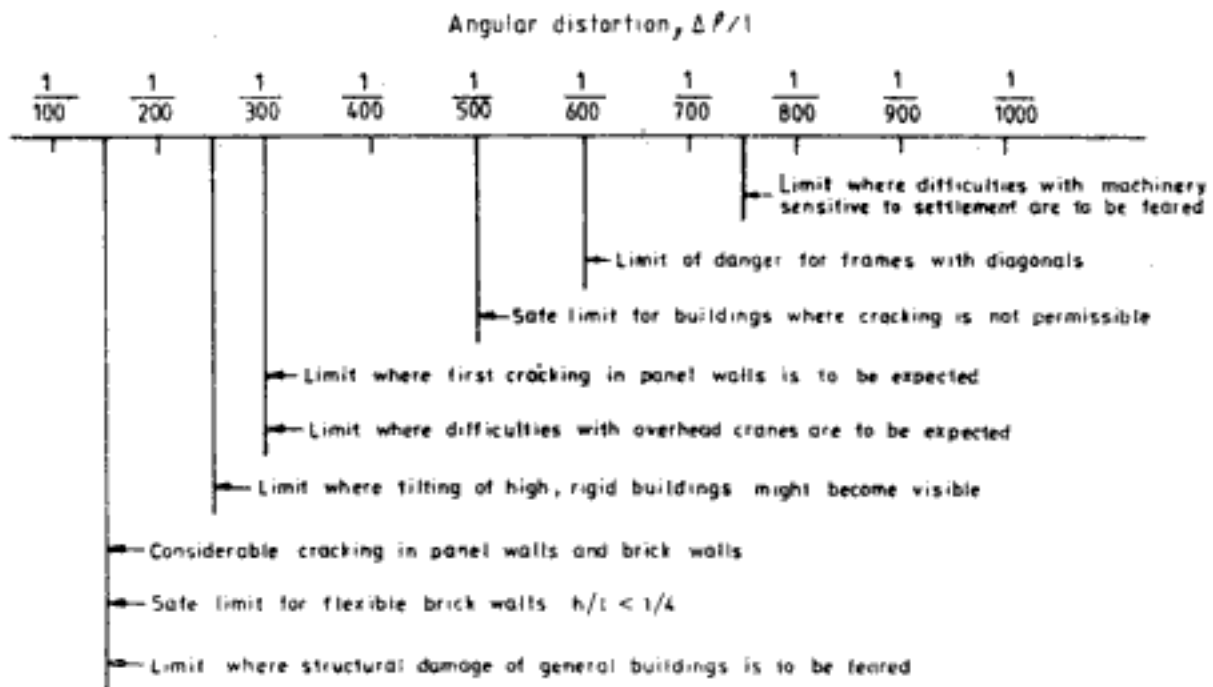 Angular distortion, Δρ/l
1/100 1/200 1/300 1/400 1/500 1/600 1/700 1/800 1/900 1/1000
Limit where difficulties with machinery
sensitive to settlement are to be feared
Limit of danger for frames with diagonals
Safe limit for buildings where cracking is not permissible
Limit where first cracking in panel walls is to be expected
Limit where difficulties with overhead cranes are to be expected
Limit where tilting of high, rigid buildings might become visible
Considerable cracking in panel walls and brick walls
Safe limit for flexible brick walls h/l < 1/4
Limit where structural damage of general buildings is to be feared